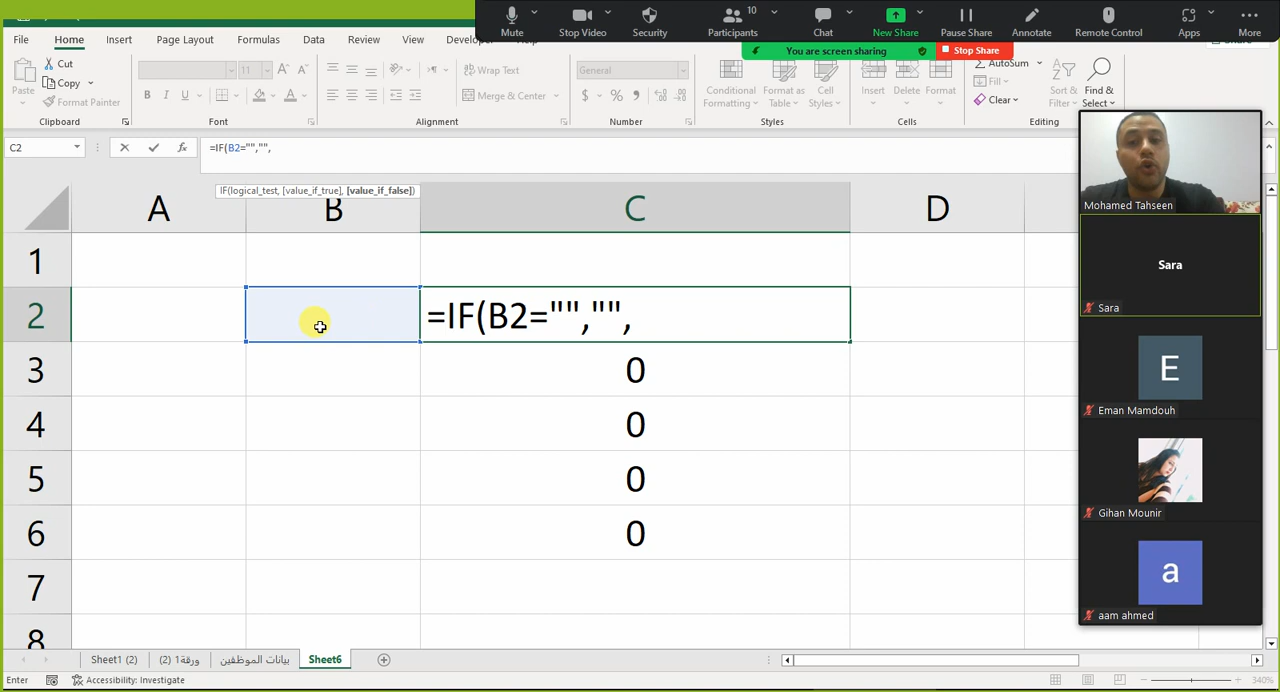 Mute
Stop Video
Security
10
Participants
Chat
New Share
Pause Share
Annotate
Remote Control
Apps
More
You are screen sharing
Stop Share
File
Home
Insert
Page Layout
Formulas
Data
Review
View
Paste
Cut
Copy
Format Painter
Clipboard
11
B I U
Font
Wrap Text
Merge & Center
Alignment
General
$ % 
Number
Conditional Formatting
Format as Table
Cell Styles
Styles
Insert
Delete
Format
Cells
AutoSum
Fill
Clear
Sort & Filter
Find & Select
Editing
C2
fx
=IF(B2="","",
IF(logical_test, [value_if_true], [value_if_false])
A B C D
1
2 =IF(B2="","",
3 0
4 0
5 0
6 0
7
8
Mohamed Tahseen
Sara
Sara
E
Eman Mamdouh
Gihan Mounir
a
aam ahmed
Sheet1 (2)
ورقة1 (2)
بيانات الموظفين
Sheet6
Enter
Accessibility: Investigate
340%